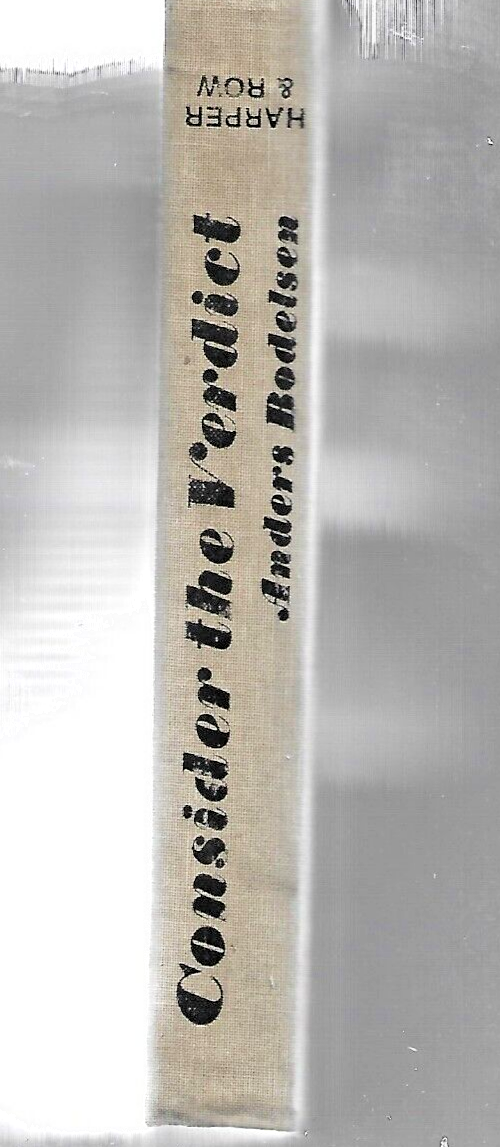 Consider the Verdict
Anders Bodelsen
HARPER
& ROW